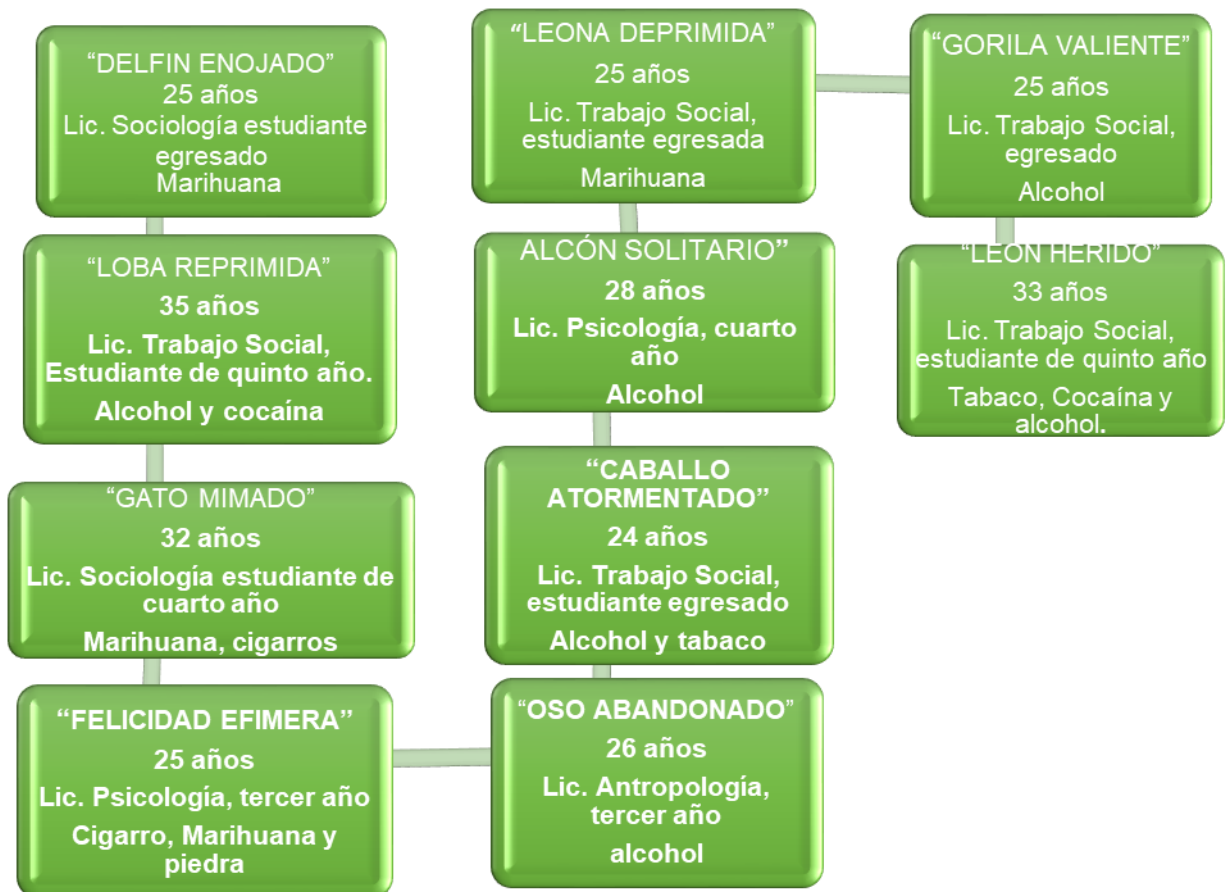 “DELFIN ENOJADO”
25 años
Lic. Sociología estudiante
egresado
Marihuana
“LOBA REPRIMIDA”
35 años
Lic. Trabajo Social,
Estudiante de quinto año.
Alcohol y cocaína
“GATO MIMADO”
32 años
Lic. Sociología estudiante de
cuarto año
Marihuana, cigarros
“FELICIDAD EFIMERA”
25 años
Lic. Psicología, tercer año
Cigarro, Marihuana y
piedra
“OSO ABANDONADO”
26 años
Lic. Antropología,
tercer año
alcohol
“CABALLO
ATORMENTADO”
24 años
Lic. Trabajo Social,
estudiante egresado
Alcohol y tabaco
ALCÓN SOLITARIO”
28 años
Lic. Psicología, cuarto
año
Alcohol
“LEONA DEPRIMIDA”
25 años
Lic. Trabajo Social,
estudiante egresada
Marihuana
“GORILA VALIENTE”
25 años
Lic. Trabajo Social,
egresado
Alcohol
“LEON HERIDO”
33 años
Lic. Trabajo Social,
estudiante de quinto año
Tabaco, Cocaína y
alcohol.